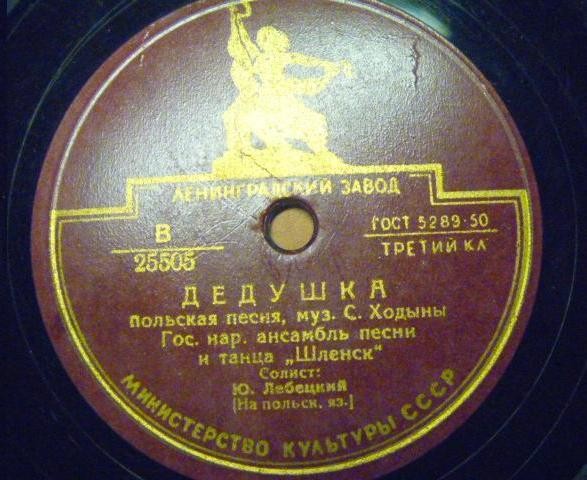 ЛЕНИНГРАДСКИЙ ЗАВОД
В
25505
ГОСТ 5289-50
ТРЕТИЙ КЛ
ДЕДУШКА
польская песня, муз. С. Ходыны
Гос. нар. ансамбль песни
и танца „Шленск"
Солист:
Ю. Лебецкий
[На польск. яз.]
МИНИСТЕРСТВО КУЛЬТУРЫ СССР